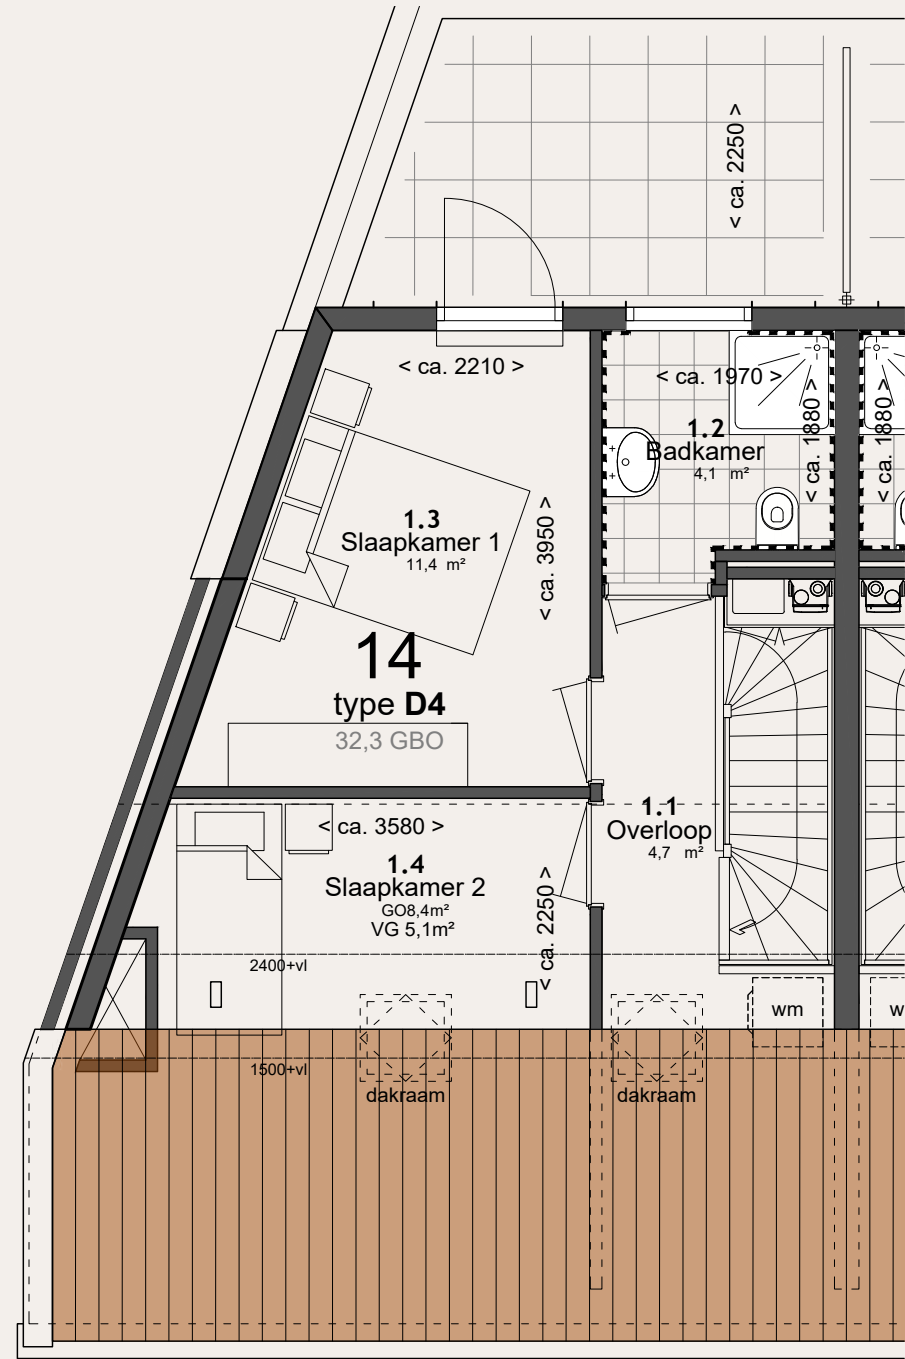 < ca. 2250 >
< ca. 2210 >
< ca. 1970 >
1.2
Badkamer
4,1 m²
< ca. 1880 >
< ca. 1880 >
1.3
Slaapkamer 1
11,4 m²
< ca. 3950 >
14
type D4
32,3 GBO
1.1
Overloop
4,7 m²
< ca. 3580 >
1.4
Slaapkamer 2
GO8,4m²
VG 5,1m²
< ca. 2250 >
2400+vl
wm
w
1500+vl
dakraam
dakraam